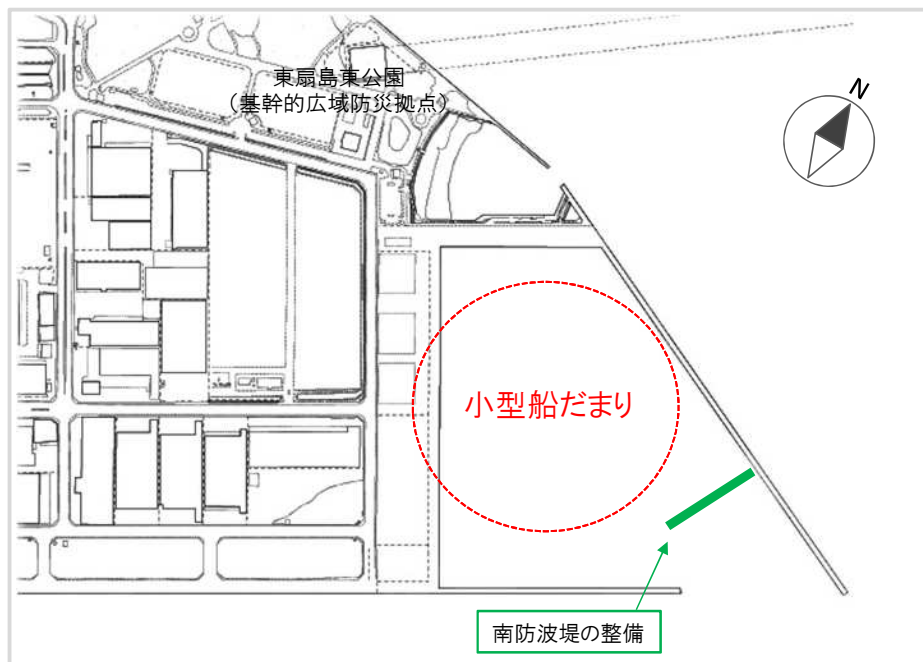 東扇島東公園
（基幹的広域防災拠点）
N
小型船だまり
南防波堤の整備